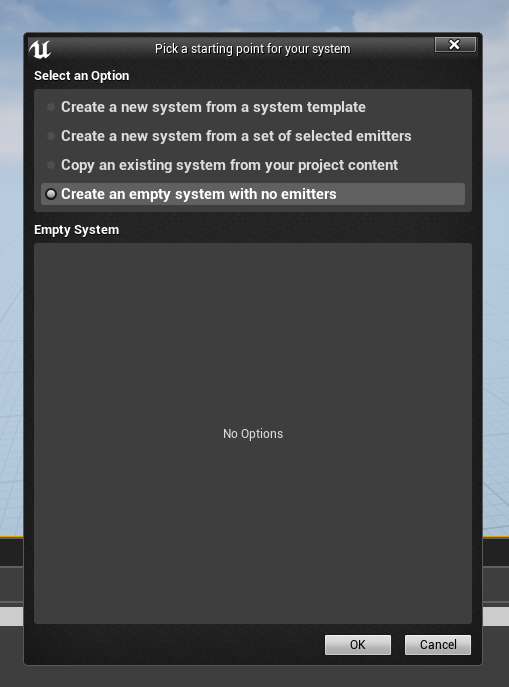 Pick a starting point for your system
Select an Option
Create a new system from a system template
Create a new system from a set of selected emitters
Copy an existing system from your project content
Create an empty system with no emitters
Empty System
No Options
OK
Cancel